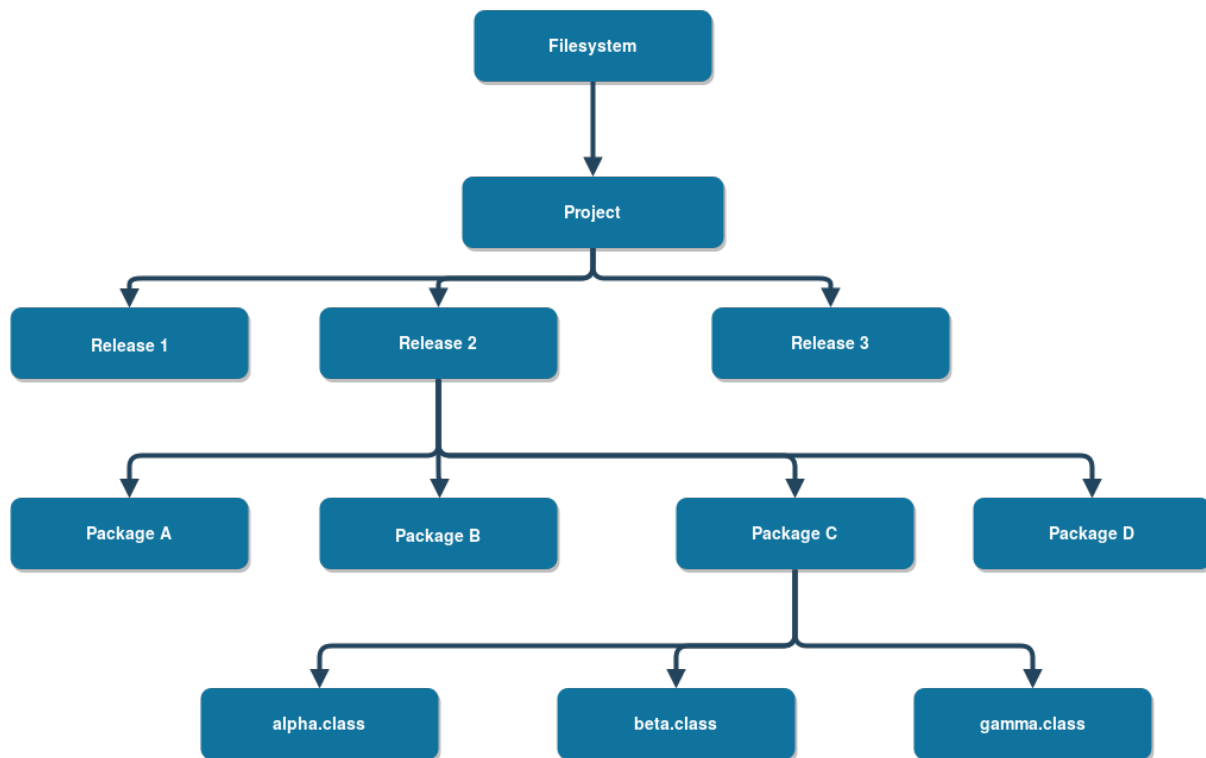 Filesystem
Project
Release 1
Release 2
Release 3
Package A
Package B
Package C
Package D
alpha.class
beta.class
gamma.class